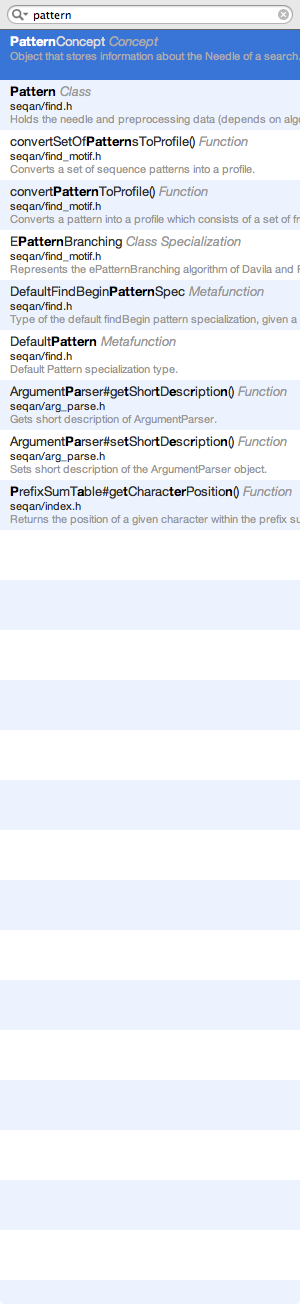 pattern
PatternConcept Concept
Object that stores information about the Needle of a search.
Pattern Class
seqan/find.h
Holds the needle and preprocessing data (depends on algo
convertSetOfPatternsToProfile() Function
seqan/find_motif.h
Converts a set of sequence patterns into a profile.
convertPatternToProfile() Function
seqan/find_motif.h
Converts a pattern into a profile which consists of a set of fr
EPatternBranching Class Specialization
seqan/find_motif.h
Represents the ePatternBranching algorithm of Davila and
DefaultFindBeginPatternSpec Metafunction
seqan/find.h
Type of the default findBegin pattern specialization, given a
DefaultPattern Metafunction
seqan/find.h
Default Pattern specialization type.
ArgumentParser#getShortDescription() Function
seqan/arg_parse.h
Gets short description of ArgumentParser.
ArgumentParser#setShortDescription() Function
seqan/arg_parse.h
Sets short description of the ArgumentParser object.
PrefixSumTable#getCharacterPosition() Function
seqan/index.h
Returns the position of a given character within the prefix su